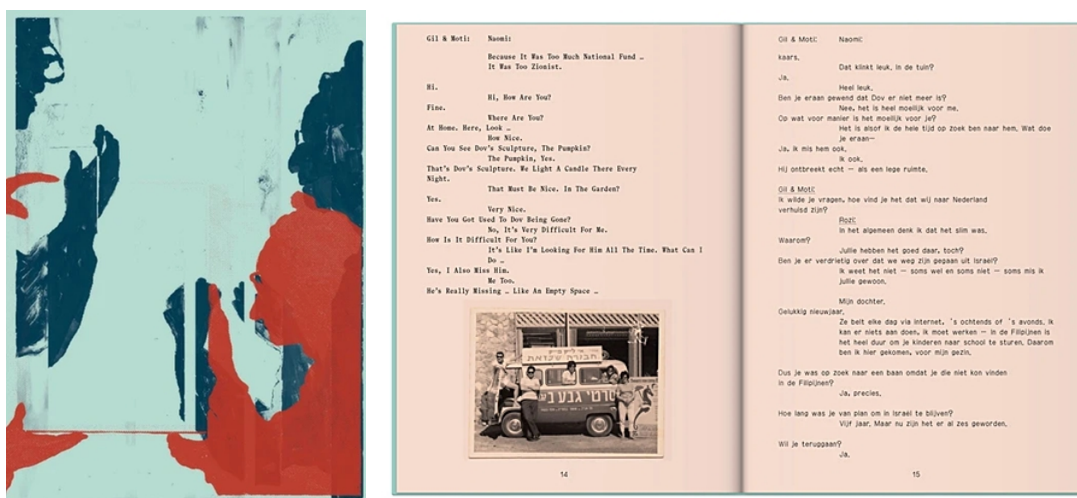 Gil & Moti: Naomi:
Because It Was Too Much National Fund …
It Was Too Zionist.
Hi.
Hi, How Are You?
Fine.
Where Are You?
At Home. Here, Look …
How Nice.
Can You See Dov's Sculpture, The Pumpkin?
The Pumpkin, Yes.
That's Dov's Sculpture. We Light A Candle There Every
Night.
That Must Be Nice. In The Garden?
Yes.
Very Nice.
Have You Got Used To Dov Being Gone?
No, It's Very Difficult For Me.
How Is It Difficult For You?
It's Like I'm Looking For Him All The Time. What Can I
Do …
Yes, I Also Miss Him.
Me Too.
He's Really Missing … Like An Empty Space …
טרטי גבע בע
14
Gil & Moti: Naomi:
kaars.
Dat klinkt leuk. In de tuin?
Ja.
Heel leuk.
Ben je eraan gewend dat Dov er niet meer is?
Nee, het is heel moeilijk voor me.
Op wat voor manier is het moeilijk voor je?
Het is alsof ik de hele tijd op zoek ben naar hem. Wat doe
je eraan—
Ja, ik mis hem ook.
Ik ook.
Hij ontbreekt echt — als een lege ruimte.
Gil & Moti:
Ik wilde je vragen, hoe vind je het dat wij naar Nederland
verhuisd zijn?
Rozi:
In het algemeen denk ik dat het slim was.
Waarom?
Jullie hebben het goed daar, toch?
Ben je er verdrietig over dat we weg zijn gegaan uit Israël?
Ik weet het niet — soms wel en soms niet — soms mis ik
jullie gewoon.
Mijn dochter.
Gelukkig nieuwjaar.
Ze belt elke dag via internet, 's ochtends of 's avonds. Ik
kan er niets aan doen, ik moet werken — in de Filipijnen is
het heel duur om je kinderen naar school te sturen. Daarom
ben ik hier gekomen, voor mijn gezin.
Dus je was op zoek naar een baan omdat je die niet kon vinden
in de Filipijnen?
Ja, precies.
Hoe lang was je van plan om in Israël te blijven?
Vijf jaar. Maar nu zijn het er al zes geworden.
Wil je teruggaan?
Ja.
15